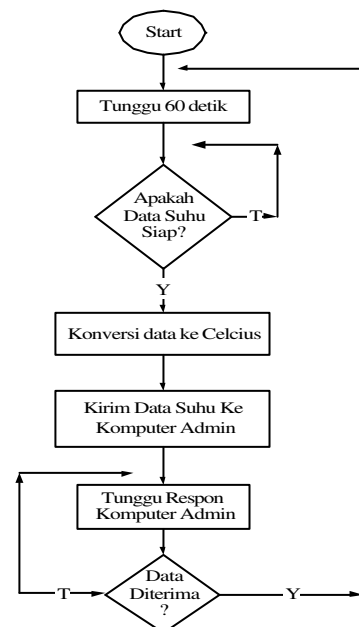 Start
Tunggu 60 detik
Apakah
Data Suhu
Siap?
T
Y
Konversi data ke Celcius
Kirim Data Suhu Ke
Komputer Admin
Tunggu Respon
Komputer Admin
Data
Diterima
?
T
Y